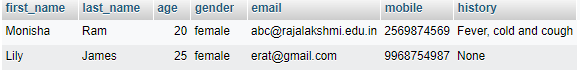 first_name last_name age gender email mobile history
Monisha Ram 20 female abc@rajalakshmi.edu.in 2569874569 Fever, cold and cough
Lily James 25 female erat@gmail.com 9968754987 None